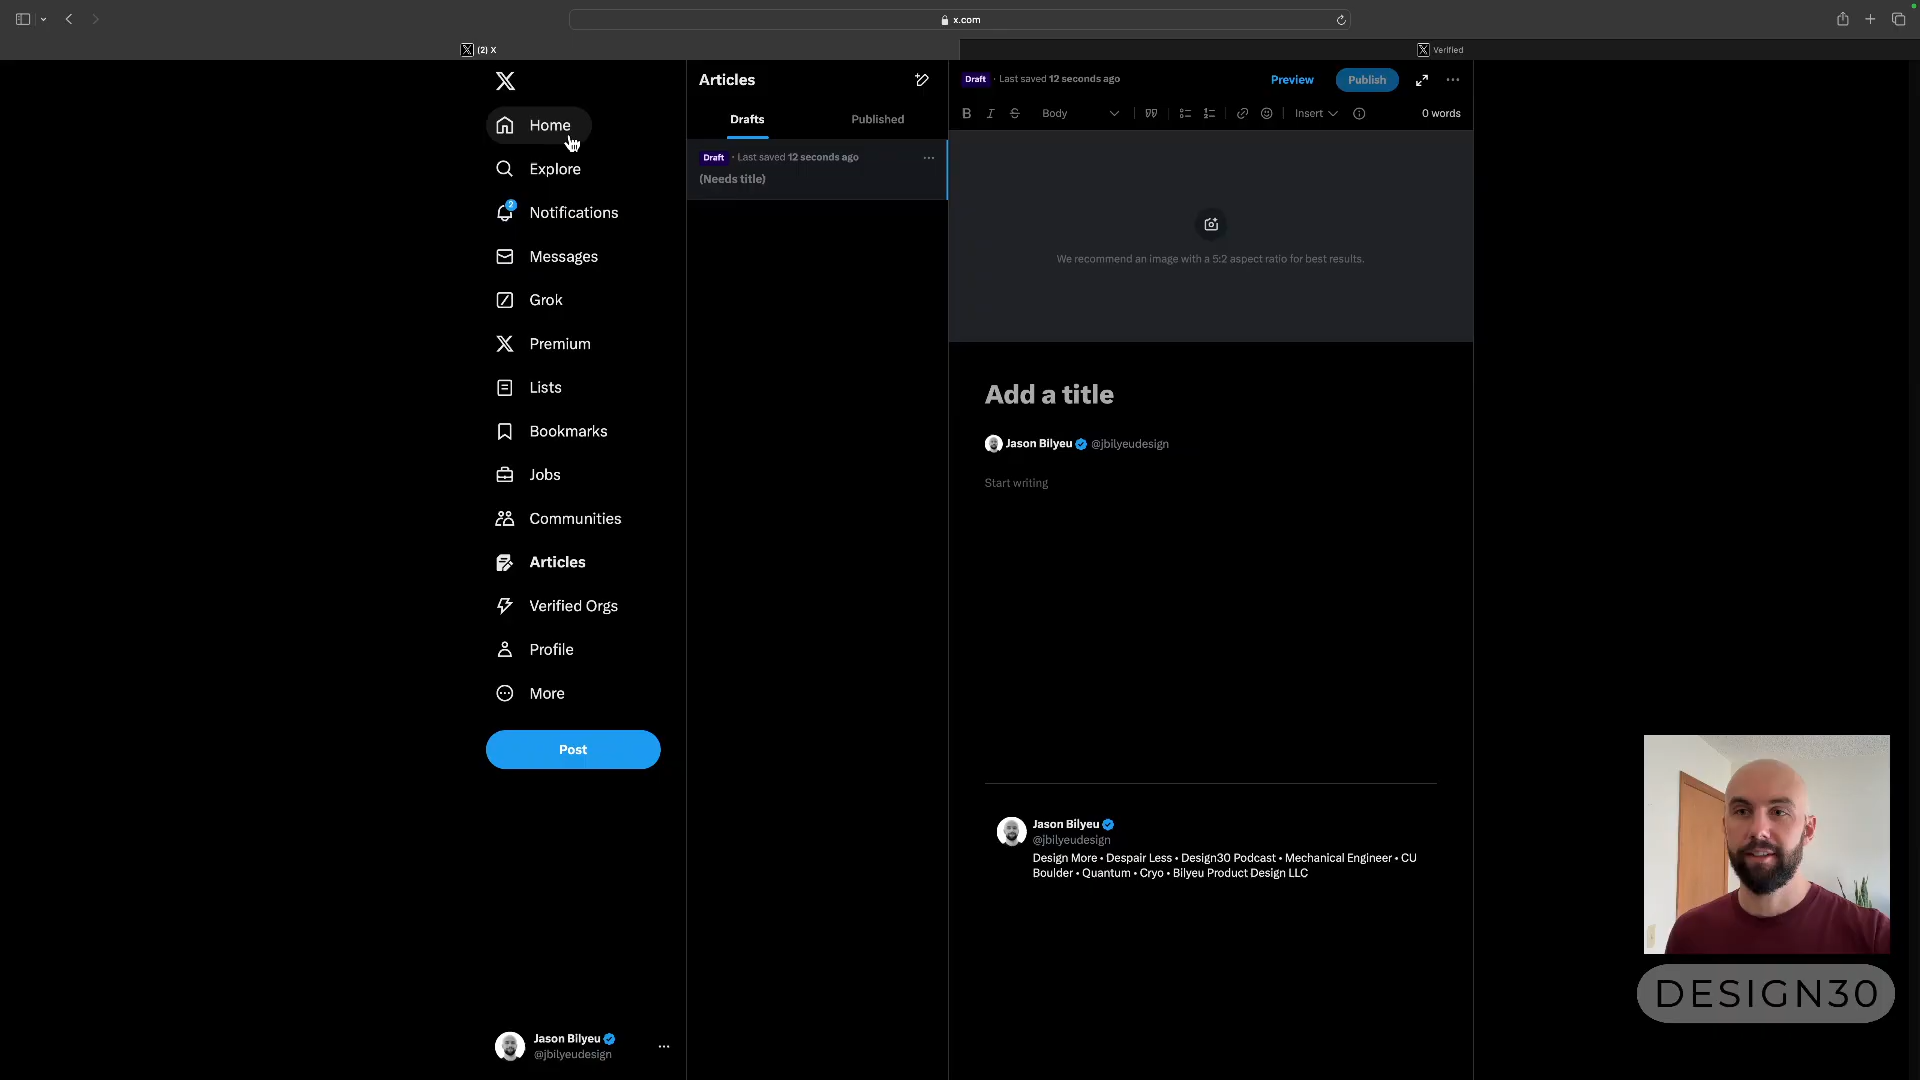 x.com
(2) X
Verified
Home
Explore
2
Notifications
Messages
Grok
Premium
Lists
Bookmarks
Jobs
Communities
Articles
Verified Orgs
Profile
More
Post
Jason Bilyeu
@jbilyeudesign
Articles
Drafts
Published
Draft · Last saved 12 seconds ago
(Needs title)
Draft · Last saved 12 seconds ago
Preview
Publish
B I S
Body
Insert
0 words
We recommend an image with a 5:2 aspect ratio for best results.
Add a title
Jason Bilyeu @jbilyeudesign
Start writing
Jason Bilyeu
@jbilyeudesign
Design More • Despair Less • Design30 Podcast • Mechanical Engineer • CU
Boulder • Quantum • Cryo • Bilyeu Product Design LLC
DESIGN30